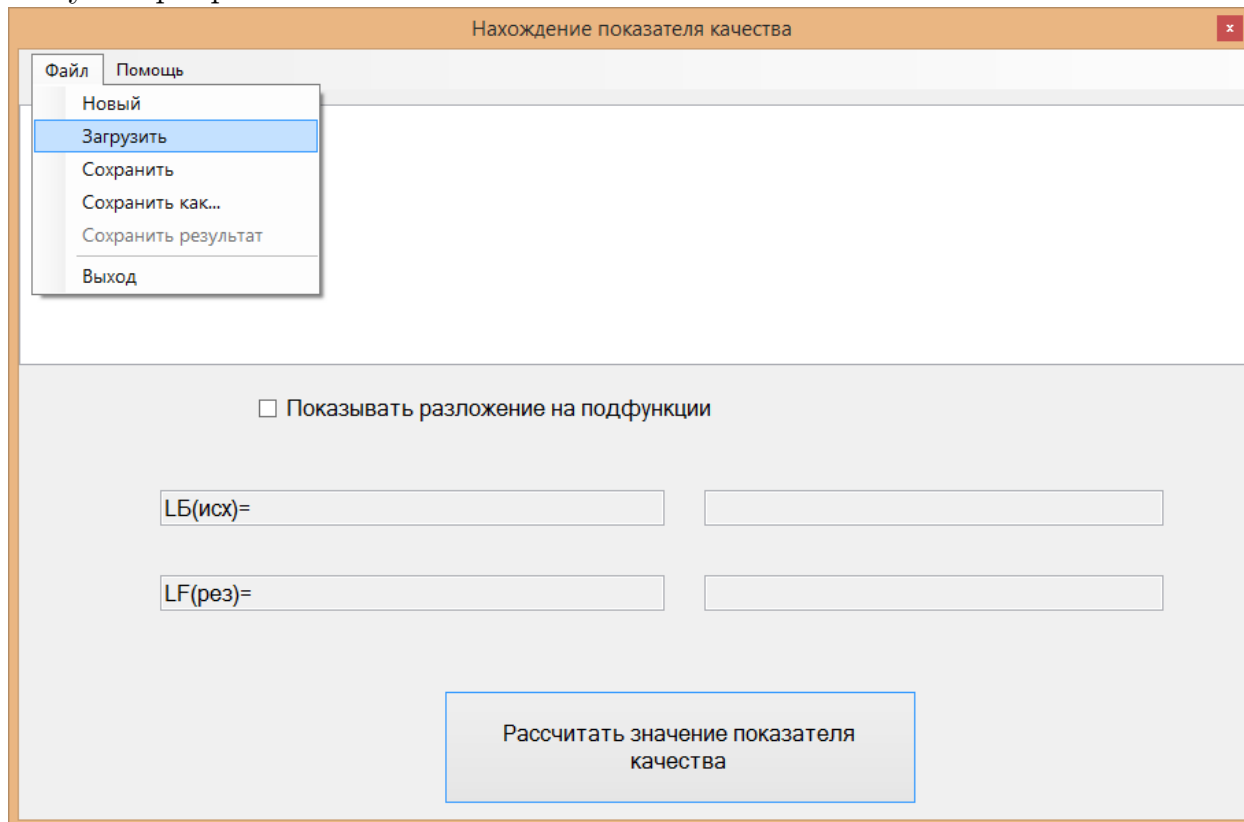 Нахождение показателя качества
x
Файл Помощь
Новый
Загрузить
Сохранить
Сохранить как...
Сохранить результат
Выход
Показывать разложение на подфункции
LБ(исх)=
LF(рез)=
Рассчитать значение показателя
качества